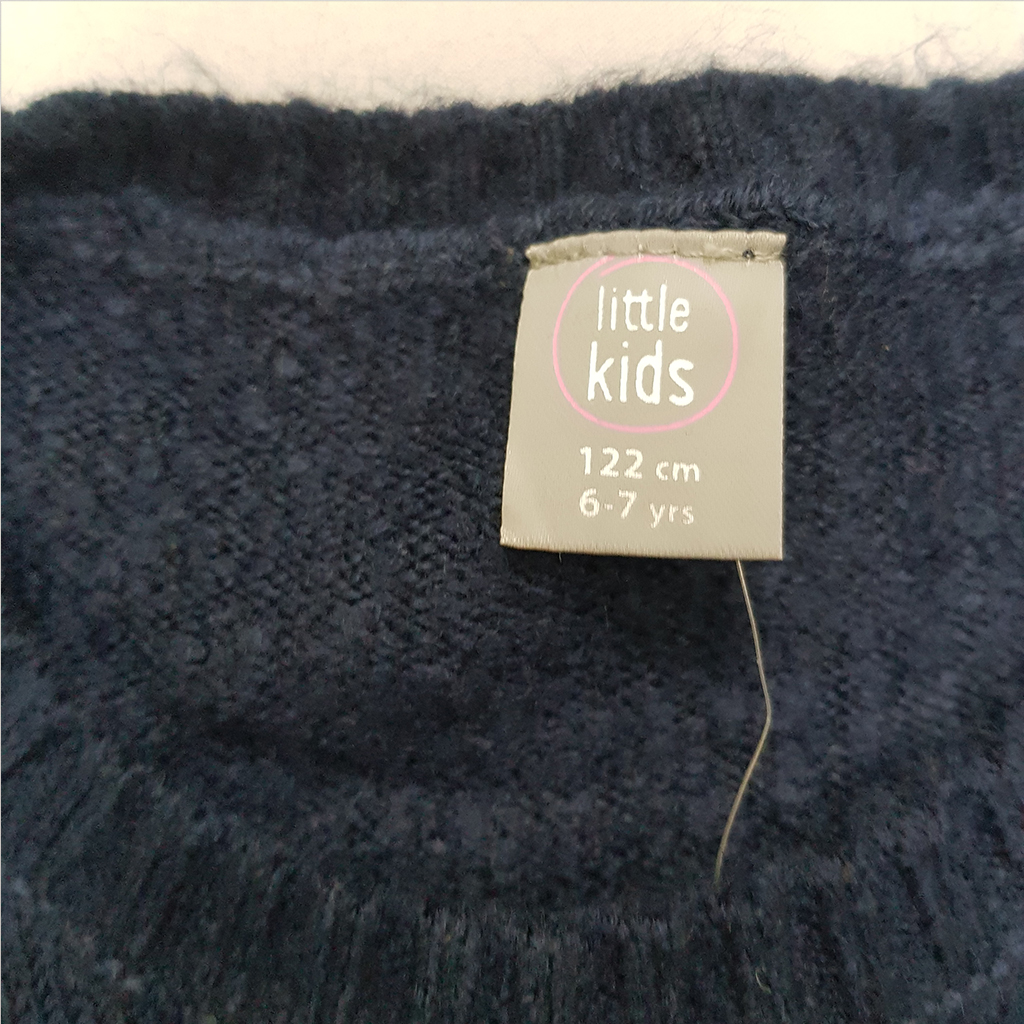 little
kids
122 cm
6-7 yrs